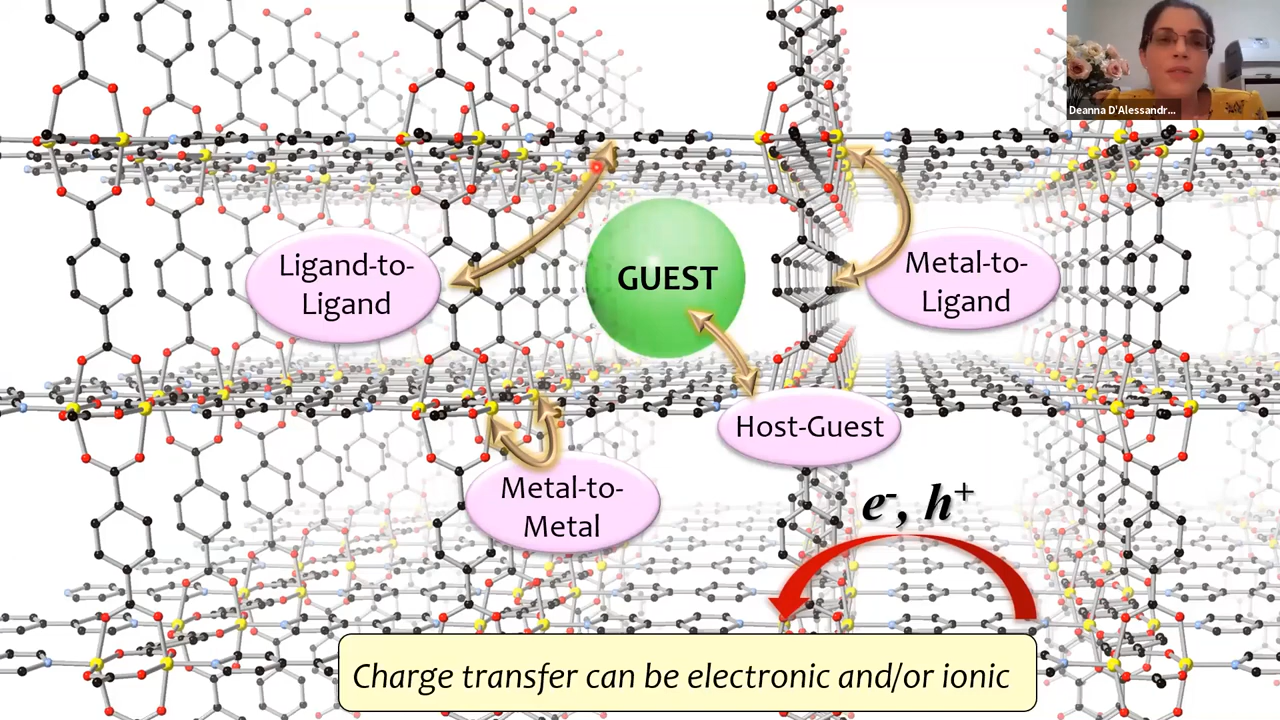 Deanna D'Alessandr...
Ligand-to-
Ligand
GUEST
Metal-to-
Ligand
Host-Guest
Metal-to-
Metal
e-, h+
Charge transfer can be electronic and/or ionic